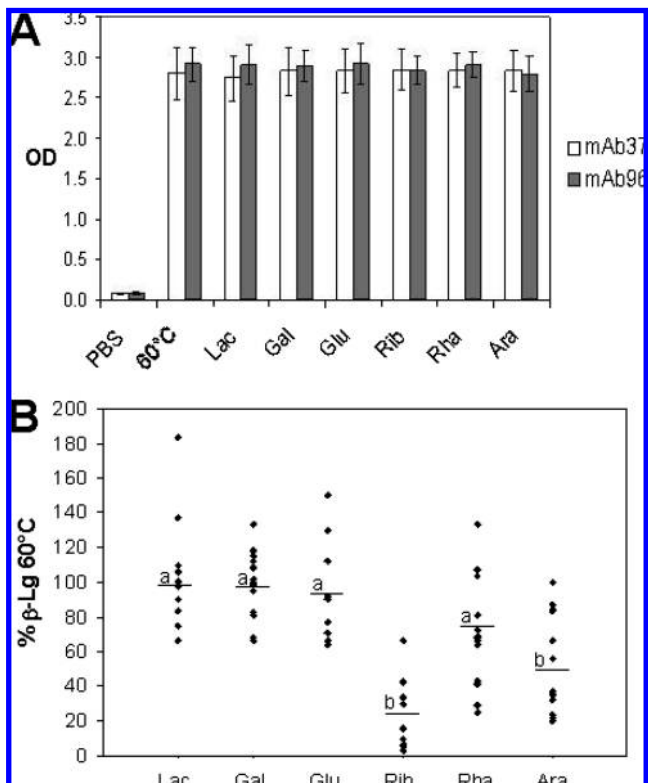 A
3.5
3.0
2.5
2.0
OD
1.5
1.0
0.5
0.0
mAb37
mAb96
PBS 60°C Lac Gal Glu Rib Rha Ara
B
200
180
160
140
120
100
80
60
40
20
0
% β-Lg 60°C
a a a b a b
Lac Gal Glu Rib Rha Ara